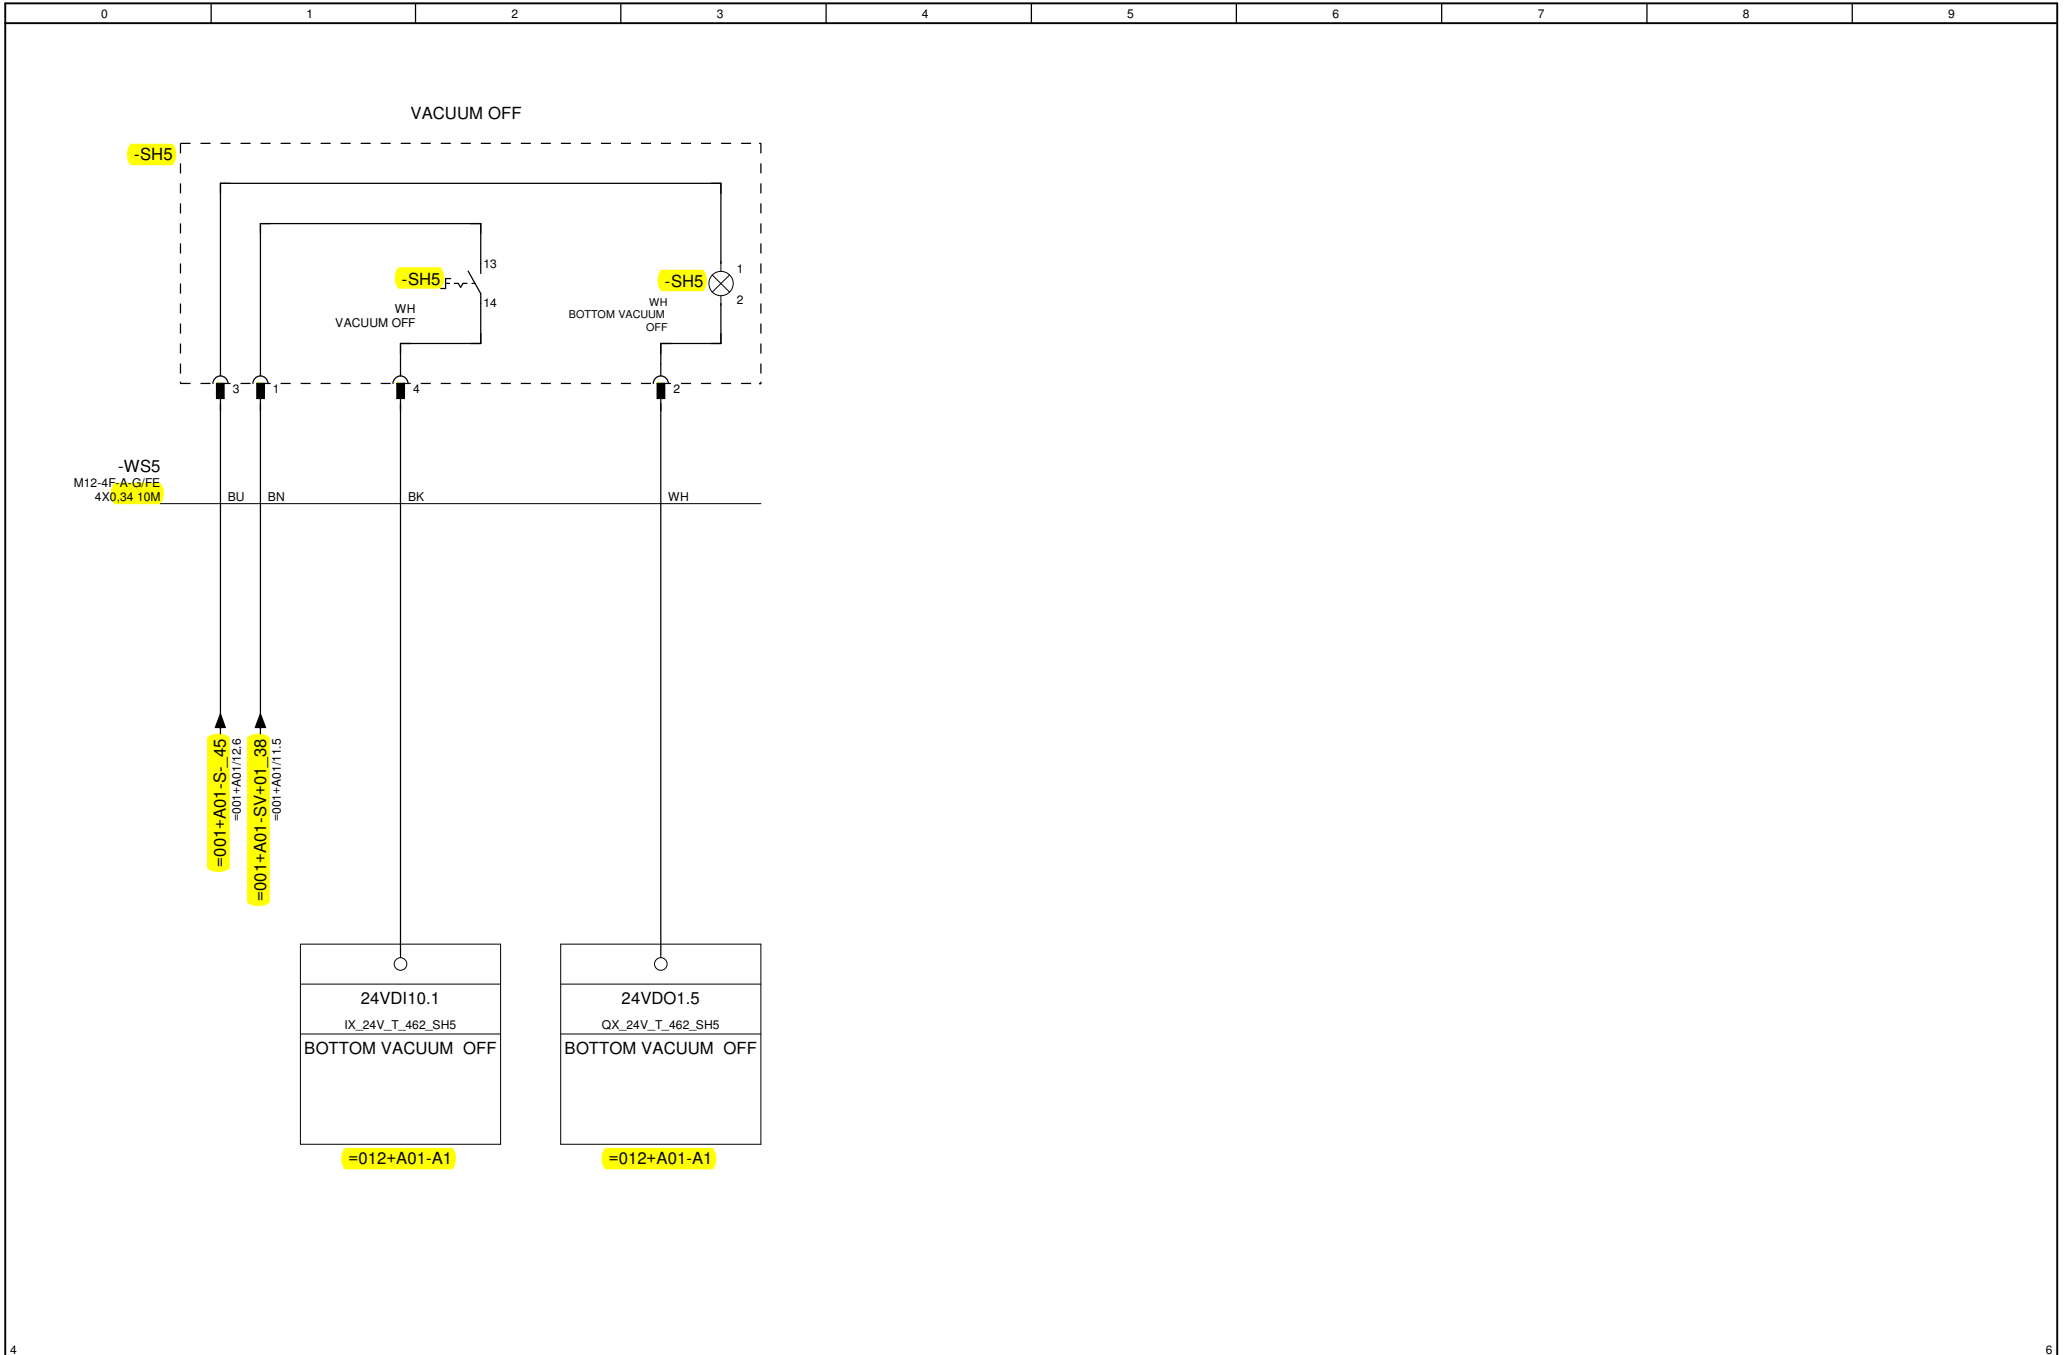 0 1 2 3 4 5 6 7 8 9
VACUUM OFF
-SH5
-SH5
13
14
WH
VACUUM OFF
-SH5
1
2
WH
BOTTOM VACUUM
OFF
3 1 4 2
-WS5
M12-4F-A-G/FE
4X0,34 10M
BU BN BK WH
=001+A01-S-_45
=001+A01/12.6
=001+A01-SV+01_38
=001+A01/11.5
24VDI10.1
IX_24V_T_462_SH5
BOTTOM VACUUM  OFF
=012+A01-A1
24VDO1.5
QX_24V_T_462_SH5
BOTTOM VACUUM  OFF
=012+A01-A1
4 6